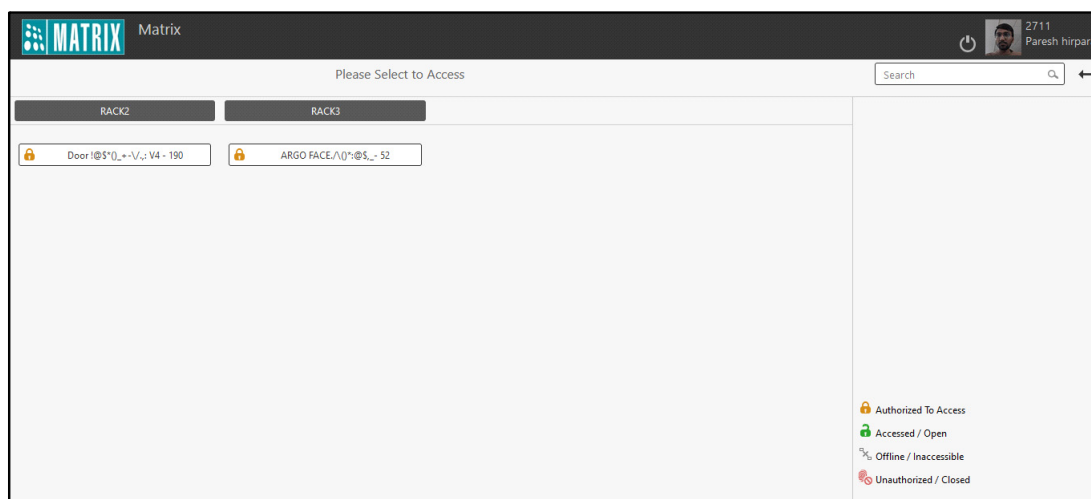 MATRIX
Matrix
2711
Paresh hirpar
Please Select to Access
Search
RACK2
RACK3
Door !@$*()_+-\/.,: V4 - 190
ARGO FACE./\()*:@$,_- 52
Authorized To Access
Accessed / Open
Offline / Inaccessible
Unauthorized / Closed